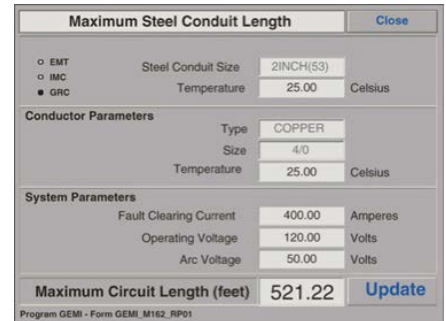 Maximum Steel Conduit Length Close
EMT
IMC
GRC
Steel Conduit Size 2INCH(53)
Temperature 25.00 Celsius
Conductor Parameters
Type COPPER
Size 4/0
Temperature 25.00 Celsius
System Parameters
Fault Clearing Current 400.00 Amperes
Operating Voltage 120.00 Volts
Arc Voltage 50.00 Volts
Maximum Circuit Length (feet) 521.22 Update
Program GEMI - Form GEMI_M162_RP01